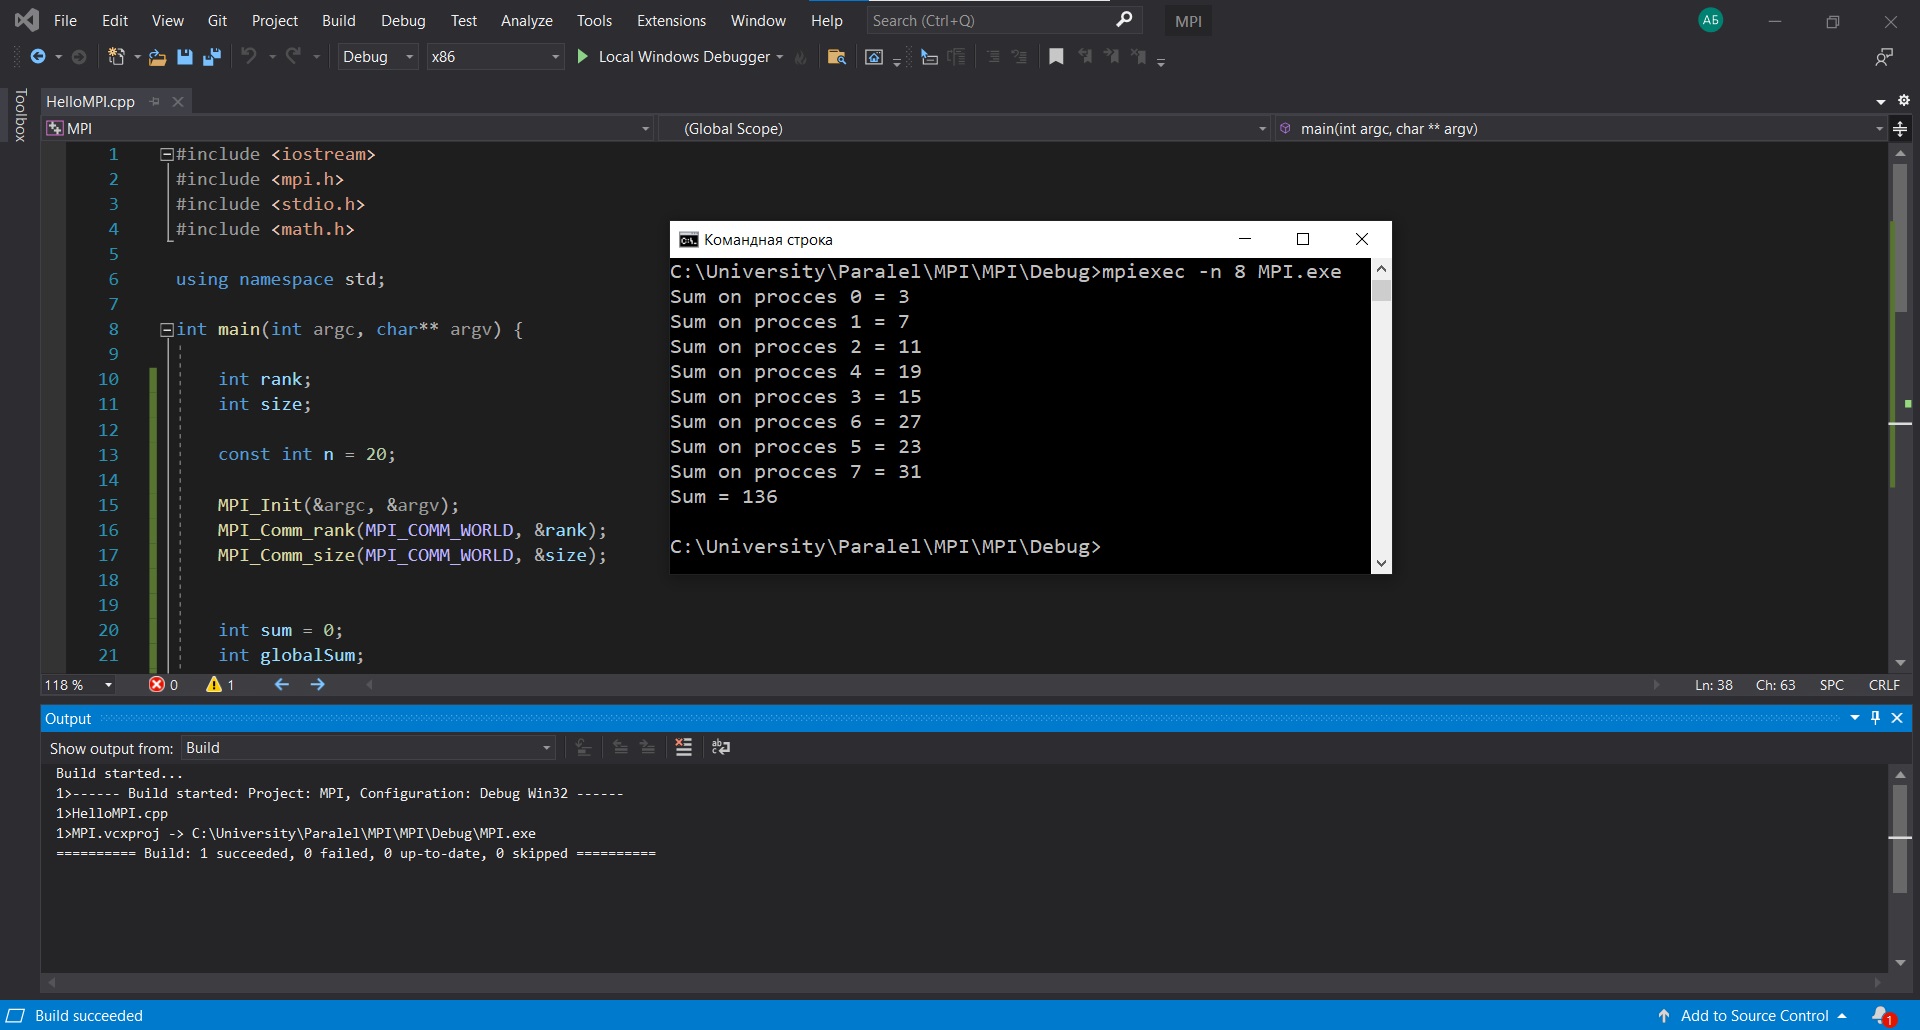 File Edit View Git Project Build Debug Test Analyze Tools Extensions Window Help Search (Ctrl+Q) MPI АБ
Debug x86 Local Windows Debugger
Toolbox
HelloMPI.cpp
MPI (Global Scope) main(int argc, char ** argv)
1 #include <iostream>
2 #include <mpi.h>
3 #include <stdio.h>
4 #include <math.h>
5
6 using namespace std;
7
8 int main(int argc, char** argv) {
9
10 int rank;
11 int size;
12
13 const int n = 20;
14
15 MPI_Init(&argc, &argv);
16 MPI_Comm_rank(MPI_COMM_WORLD, &rank);
17 MPI_Comm_size(MPI_COMM_WORLD, &size);
18
19
20 int sum = 0;
21 int globalSum;
Командная строка
C:\University\Paralel\MPI\MPI\Debug>mpiexec -n 8 MPI.exe
Sum on procces 0 = 3
Sum on procces 1 = 7
Sum on procces 2 = 11
Sum on procces 4 = 19
Sum on procces 3 = 15
Sum on procces 6 = 27
Sum on procces 5 = 23
Sum on procces 7 = 31
Sum = 136
C:\University\Paralel\MPI\MPI\Debug>
118 % 0 1 Ln: 38 Ch: 63 SPC CRLF
Output
Show output from: Build
Build started...
1>------ Build started: Project: MPI, Configuration: Debug Win32 ------
1>HelloMPI.cpp
1>MPI.vcxproj -> C:\University\Paralel\MPI\MPI\Debug\MPI.exe
========== Build: 1 succeeded, 0 failed, 0 up-to-date, 0 skipped ==========
Build succeeded Add to Source Control 1